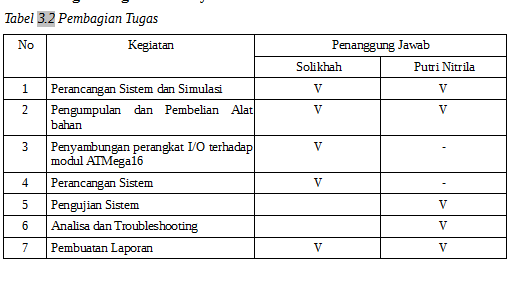 Tabel 3.2 Pembagian Tugas
No Kegiatan Penanggung Jawab
Solikhah Putri Nitrila
1 Perancangan Sistem dan Simulasi V V
2 Pengumpulan dan Pembelian Alat V V
bahan
3 Penyambungan perangkat I/O terhadap V -
modul ATMega16
4 Perancangan Sistem V -
5 Pengujian Sistem V
6 Analisa dan Troubleshooting V
7 Pembuatan Laporan V V